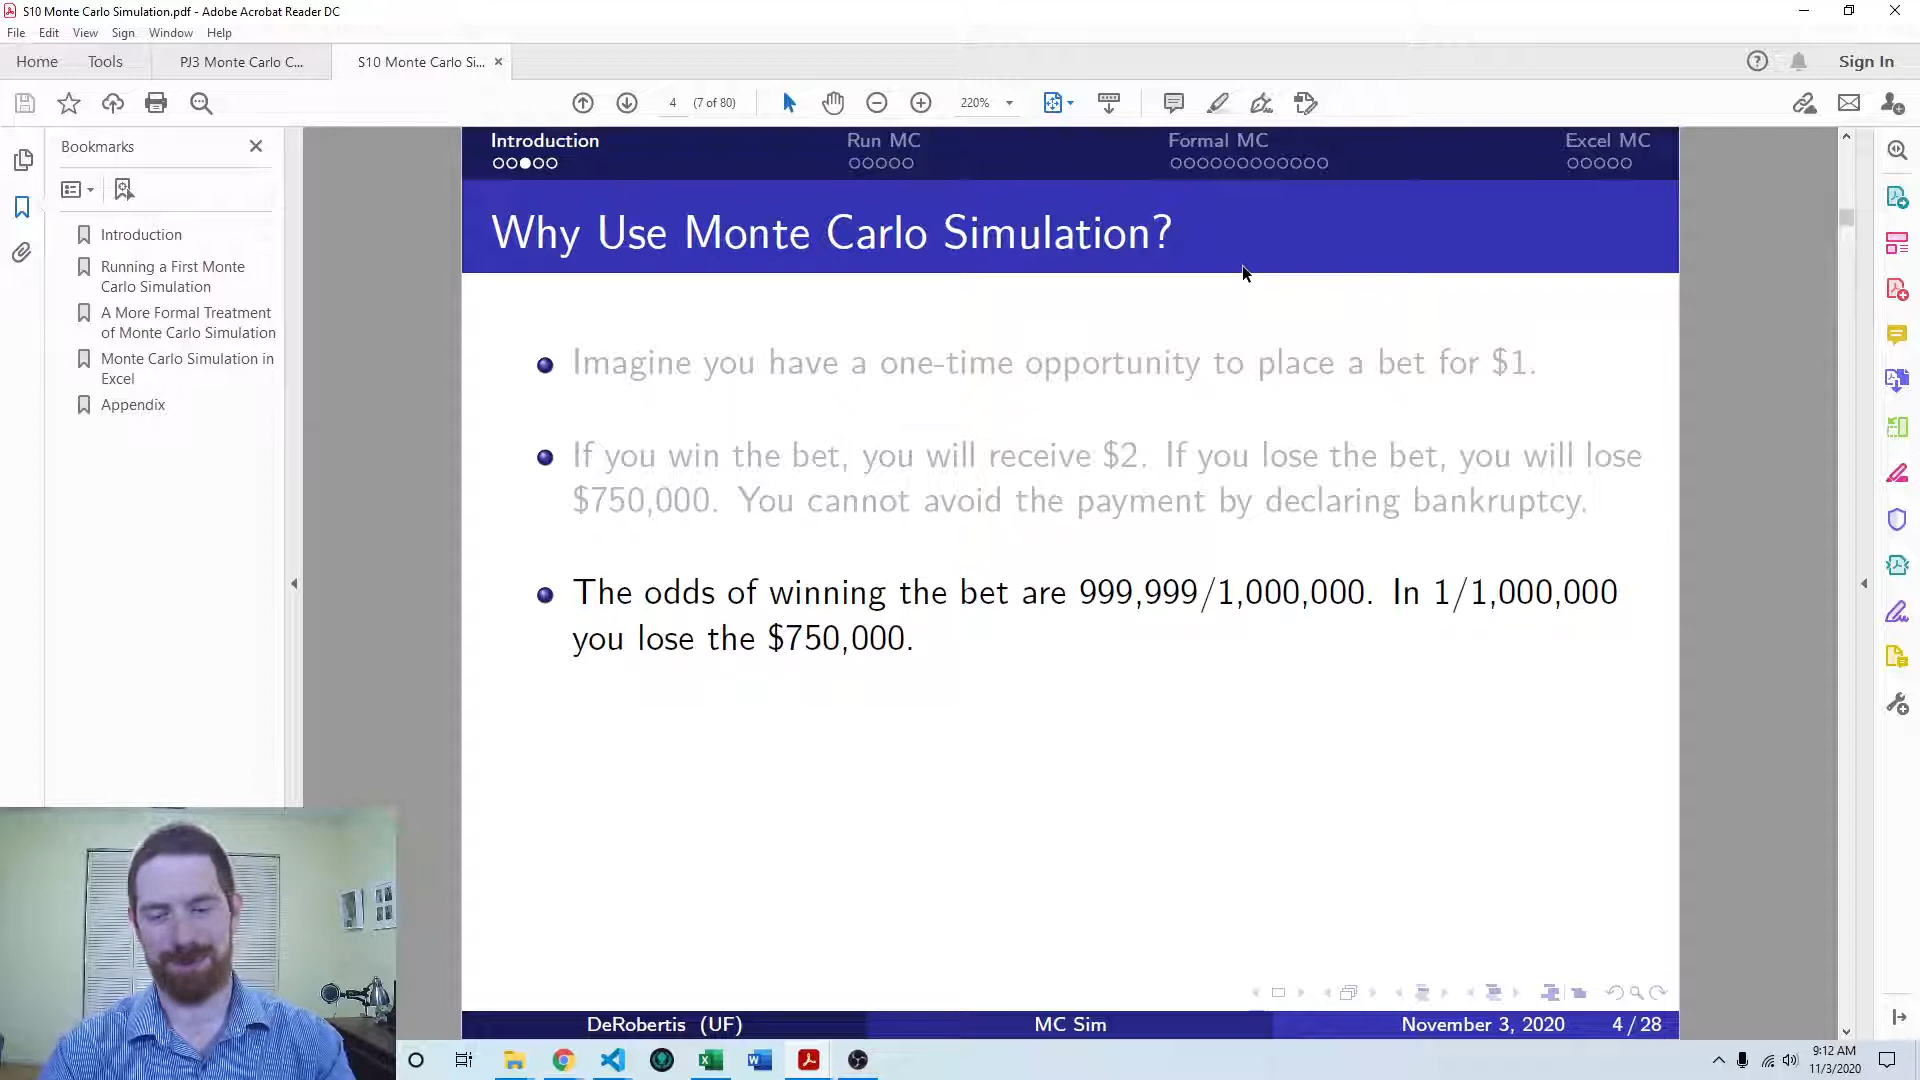 S10 Monte Carlo Simulation.pdf - Adobe Acrobat Reader DC
File Edit View Sign Window Help
Home Tools PJ3 Monte Carlo C... S10 Monte Carlo Si... Sign In
4 (7 of 80) 220%
Bookmarks
Introduction
Running a First Monte
Carlo Simulation
A More Formal Treatment
of Monte Carlo Simulation
Monte Carlo Simulation in
Excel
Appendix
Introduction Run MC Formal MC Excel MC
Why Use Monte Carlo Simulation?
Imagine you have a one-time opportunity to place a bet for $1.
If you win the bet, you will receive $2. If you lose the bet, you will lose
$750,000. You cannot avoid the payment by declaring bankruptcy.
The odds of winning the bet are 999,999/1,000,000. In 1/1,000,000
you lose the $750,000.
DeRobertis (UF) MC Sim November 3, 2020 4 / 28
9:12 AM
11/3/2020